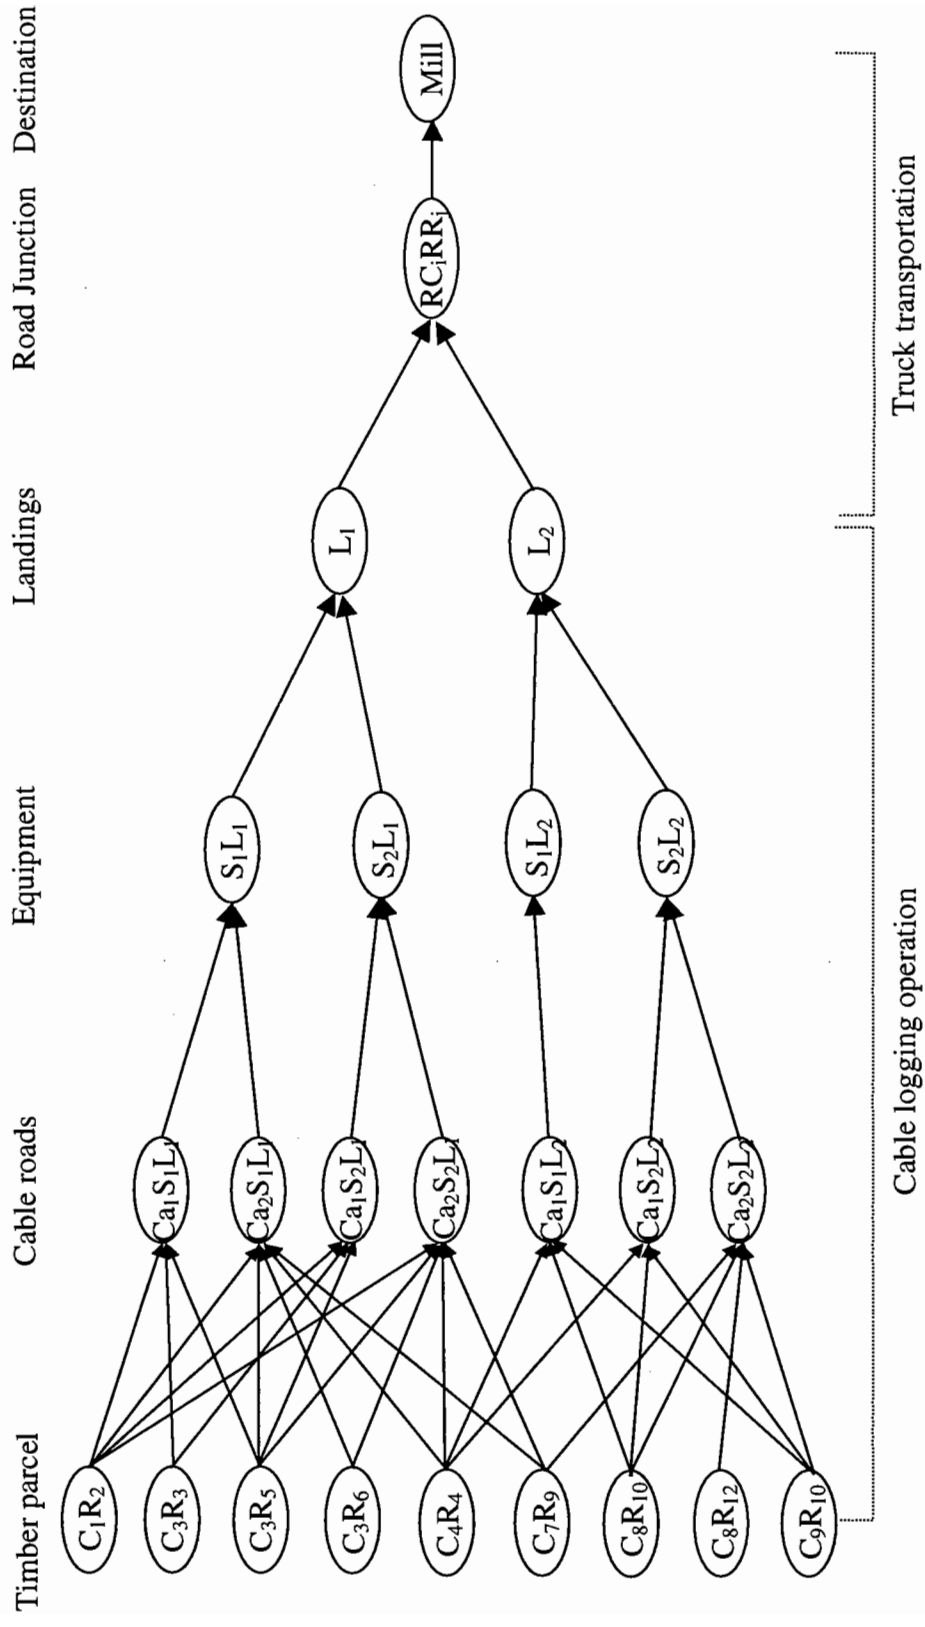 Timber parcel
Cable roads
Equipment
Landings
Road Junction
Destination
C₁R₂
C₃R₃
C₃R₅
C₃R₆
C₄R₄
C₇R₉
C₈R₁₀
C₈R₁₂
C₉R₁₀
Ca₁S₁L₁
Ca₂S₁L₁
Ca₁S₂L₁
Ca₂S₂L₁
Ca₁S₁L₂
Ca₁S₂L₂
Ca₂S₂L₂
S₁L₁
S₂L₁
S₁L₂
S₂L₂
L₁
L₂
RCᵢRRⱼ
Mill
Cable logging operation
Truck transportation